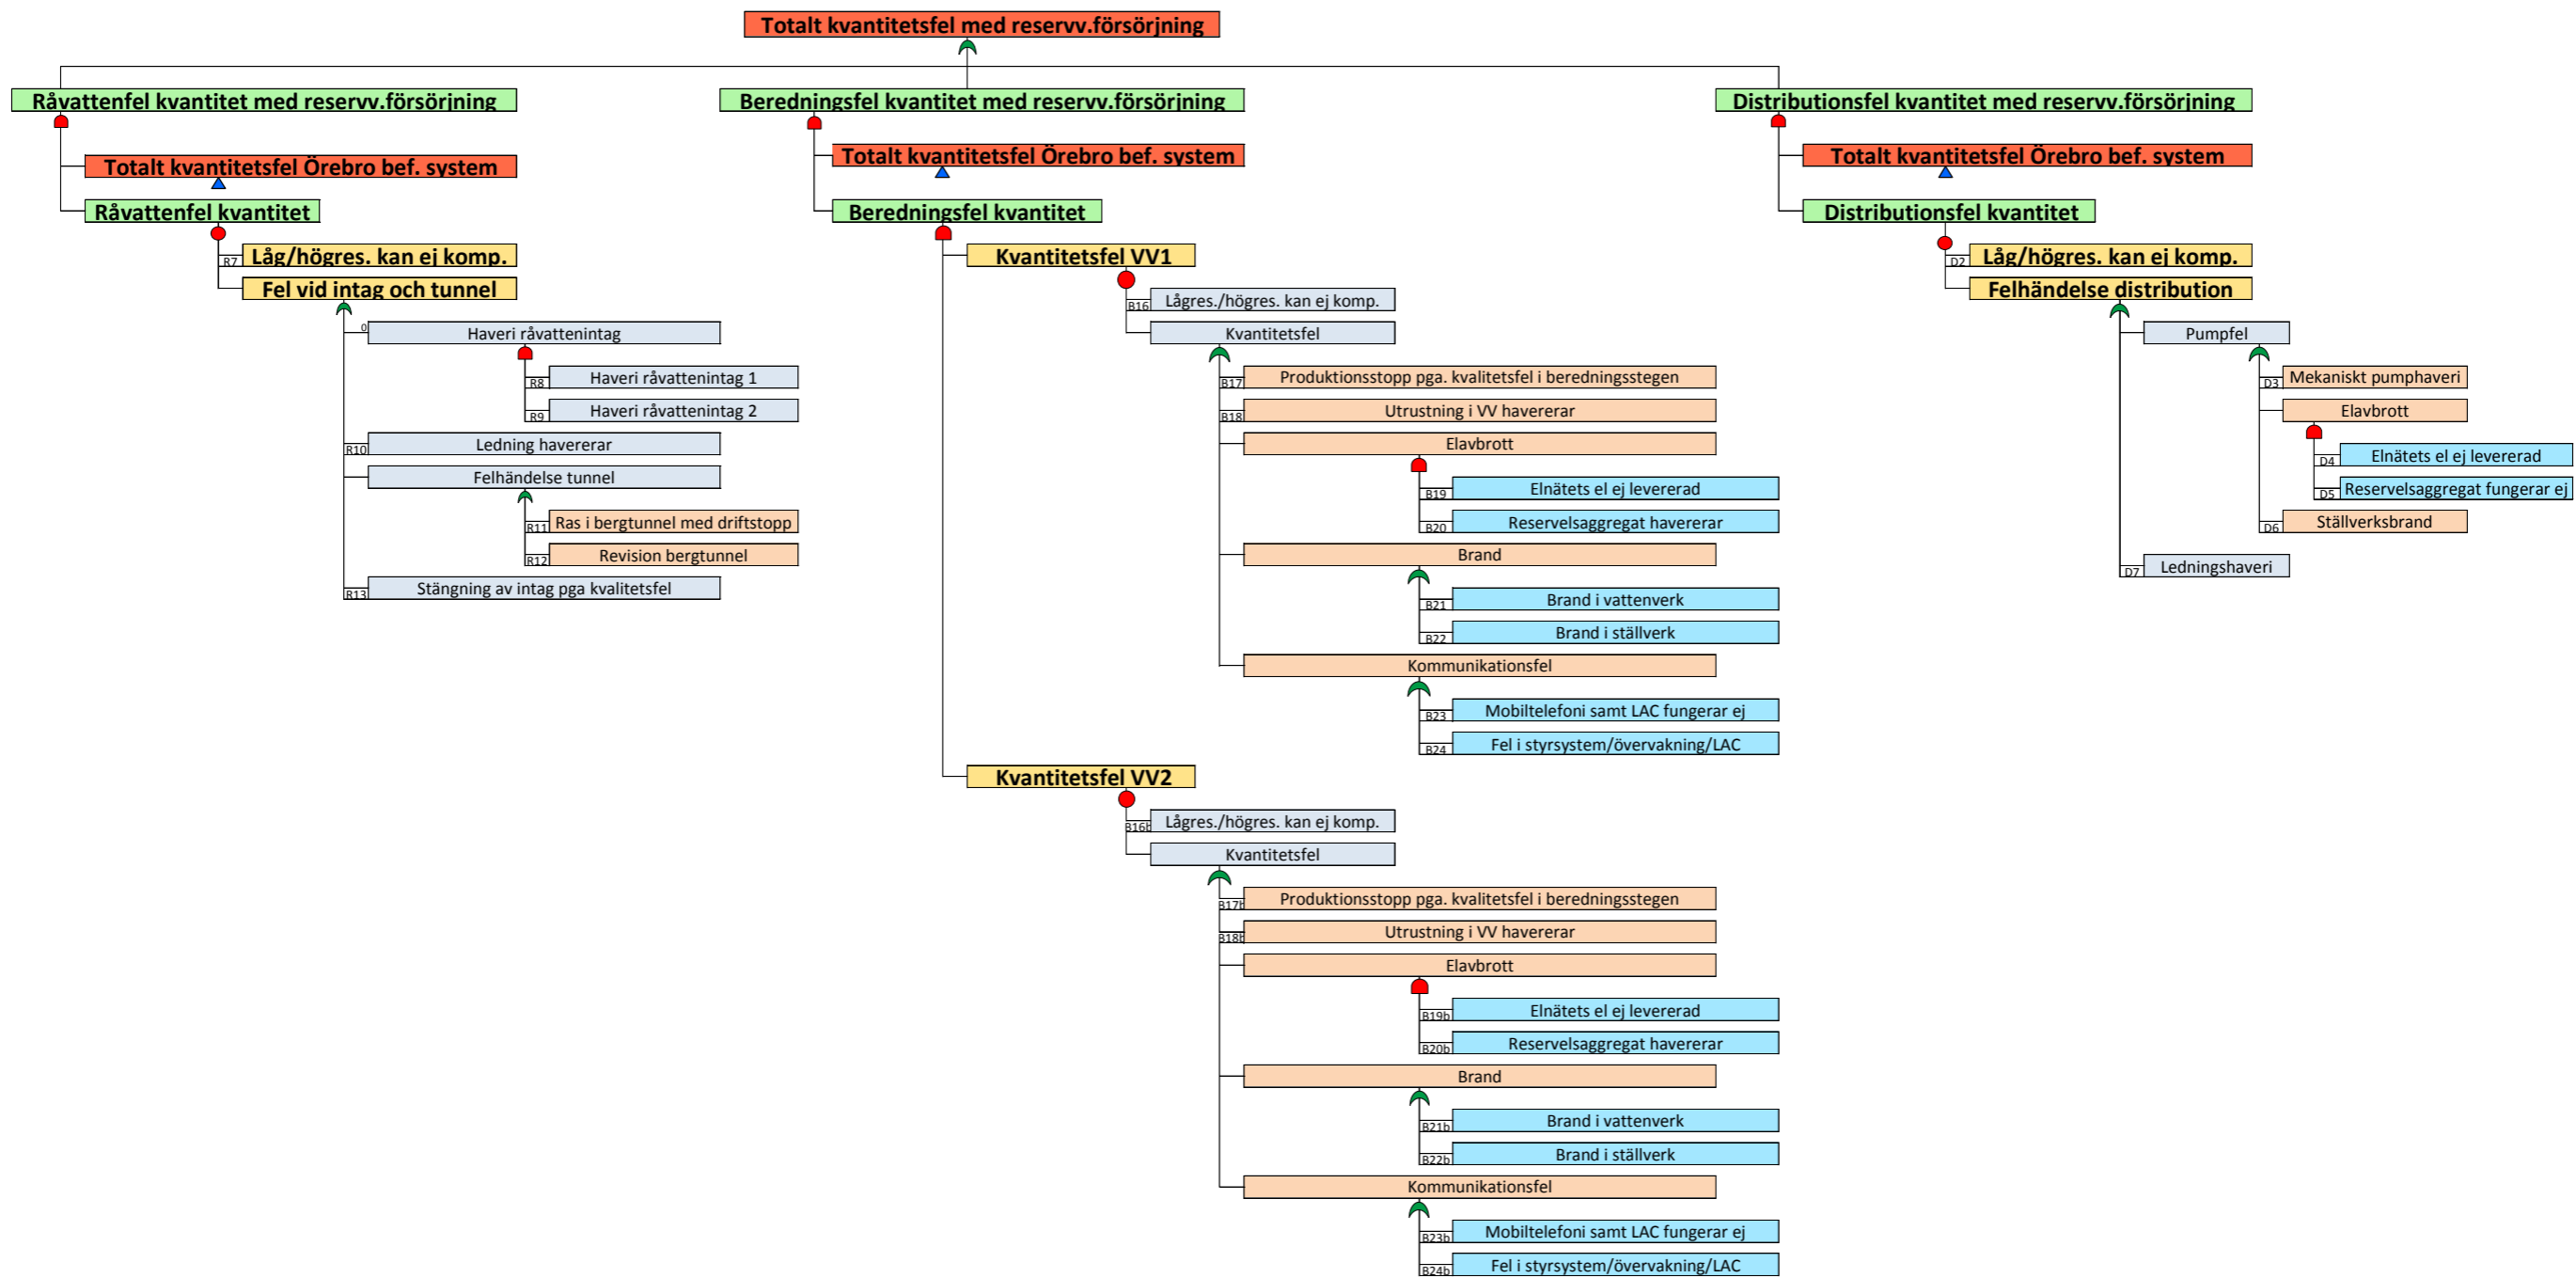 Totalt kvantitetsfel med reservv.försörjning
Råvattenfel kvantitet med reservv.försörjning
Totalt kvantitetsfel Örebro bef. system
Råvattenfel kvantitet
R7 Låg/högres. kan ej komp.
Fel vid intag och tunnel
0 Haveri råvattenintag
R8 Haveri råvattenintag 1
R9 Haveri råvattenintag 2
R10 Ledning havererar
Felhändelse tunnel
R11 Ras i bergtunnel med driftstopp
R12 Revision bergtunnel
R13 Stängning av intag pga kvalitetsfel
Beredningsfel kvantitet med reservv.försörjning
Totalt kvantitetsfel Örebro bef. system
Beredningsfel kvantitet
Kvantitetsfel VV1
B16 Lågres./högres. kan ej komp.
Kvantitetsfel
B17 Produktionsstopp pga. kvalitetsfel i beredningsstegen
B18 Utrustning i VV havererar
Elavbrott
B19 Elnätets el ej levererad
B20 Reservelsaggregat havererar
Brand
B21 Brand i vattenverk
B22 Brand i ställverk
Kommunikationsfel
B23 Mobiltelefoni samt LAC fungerar ej
B24 Fel i styrsystem/övervakning/LAC
Kvantitetsfel VV2
B16b Lågres./högres. kan ej komp.
Kvantitetsfel
B17b Produktionsstopp pga. kvalitetsfel i beredningsstegen
B18b Utrustning i VV havererar
Elavbrott
B19b Elnätets el ej levererad
B20b Reservelsaggregat havererar
Brand
B21b Brand i vattenverk
B22b Brand i ställverk
Kommunikationsfel
B23b Mobiltelefoni samt LAC fungerar ej
B24b Fel i styrsystem/övervakning/LAC
Distributionsfel kvantitet med reservv.försörjning
Totalt kvantitetsfel Örebro bef. system
Distributionsfel kvantitet
D2 Låg/högres. kan ej komp.
Felhändelse distribution
Pumpfel
D3 Mekaniskt pumphaveri
Elavbrott
D4 Elnätets el ej levererad
D5 Reservelsaggregat fungerar ej
D6 Ställverksbrand
D7 Ledningshaveri